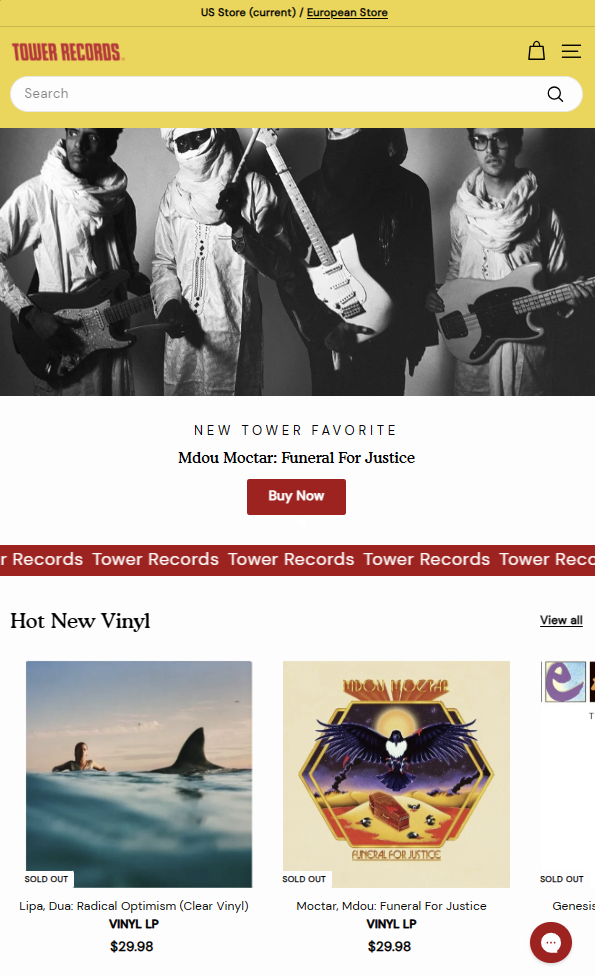 US Store (current) / European Store
TOWER RECORDS
Search
NEW TOWER FAVORITE
Mdou Moctar: Funeral For Justice
Buy Now
r Records Tower Records Tower Records Tower Records Tower Reco
Hot New Vinyl
View all
MDOU MOCTAR
FUNERAL FOR JUSTICE
e
T
SOLD OUT
SOLD OUT
SOLD OUT
Lipa, Dua: Radical Optimism (Clear Vinyl)
VINYL LP
$29.98
Moctar, Mdou: Funeral For Justice
VINYL LP
$29.98
Genesis